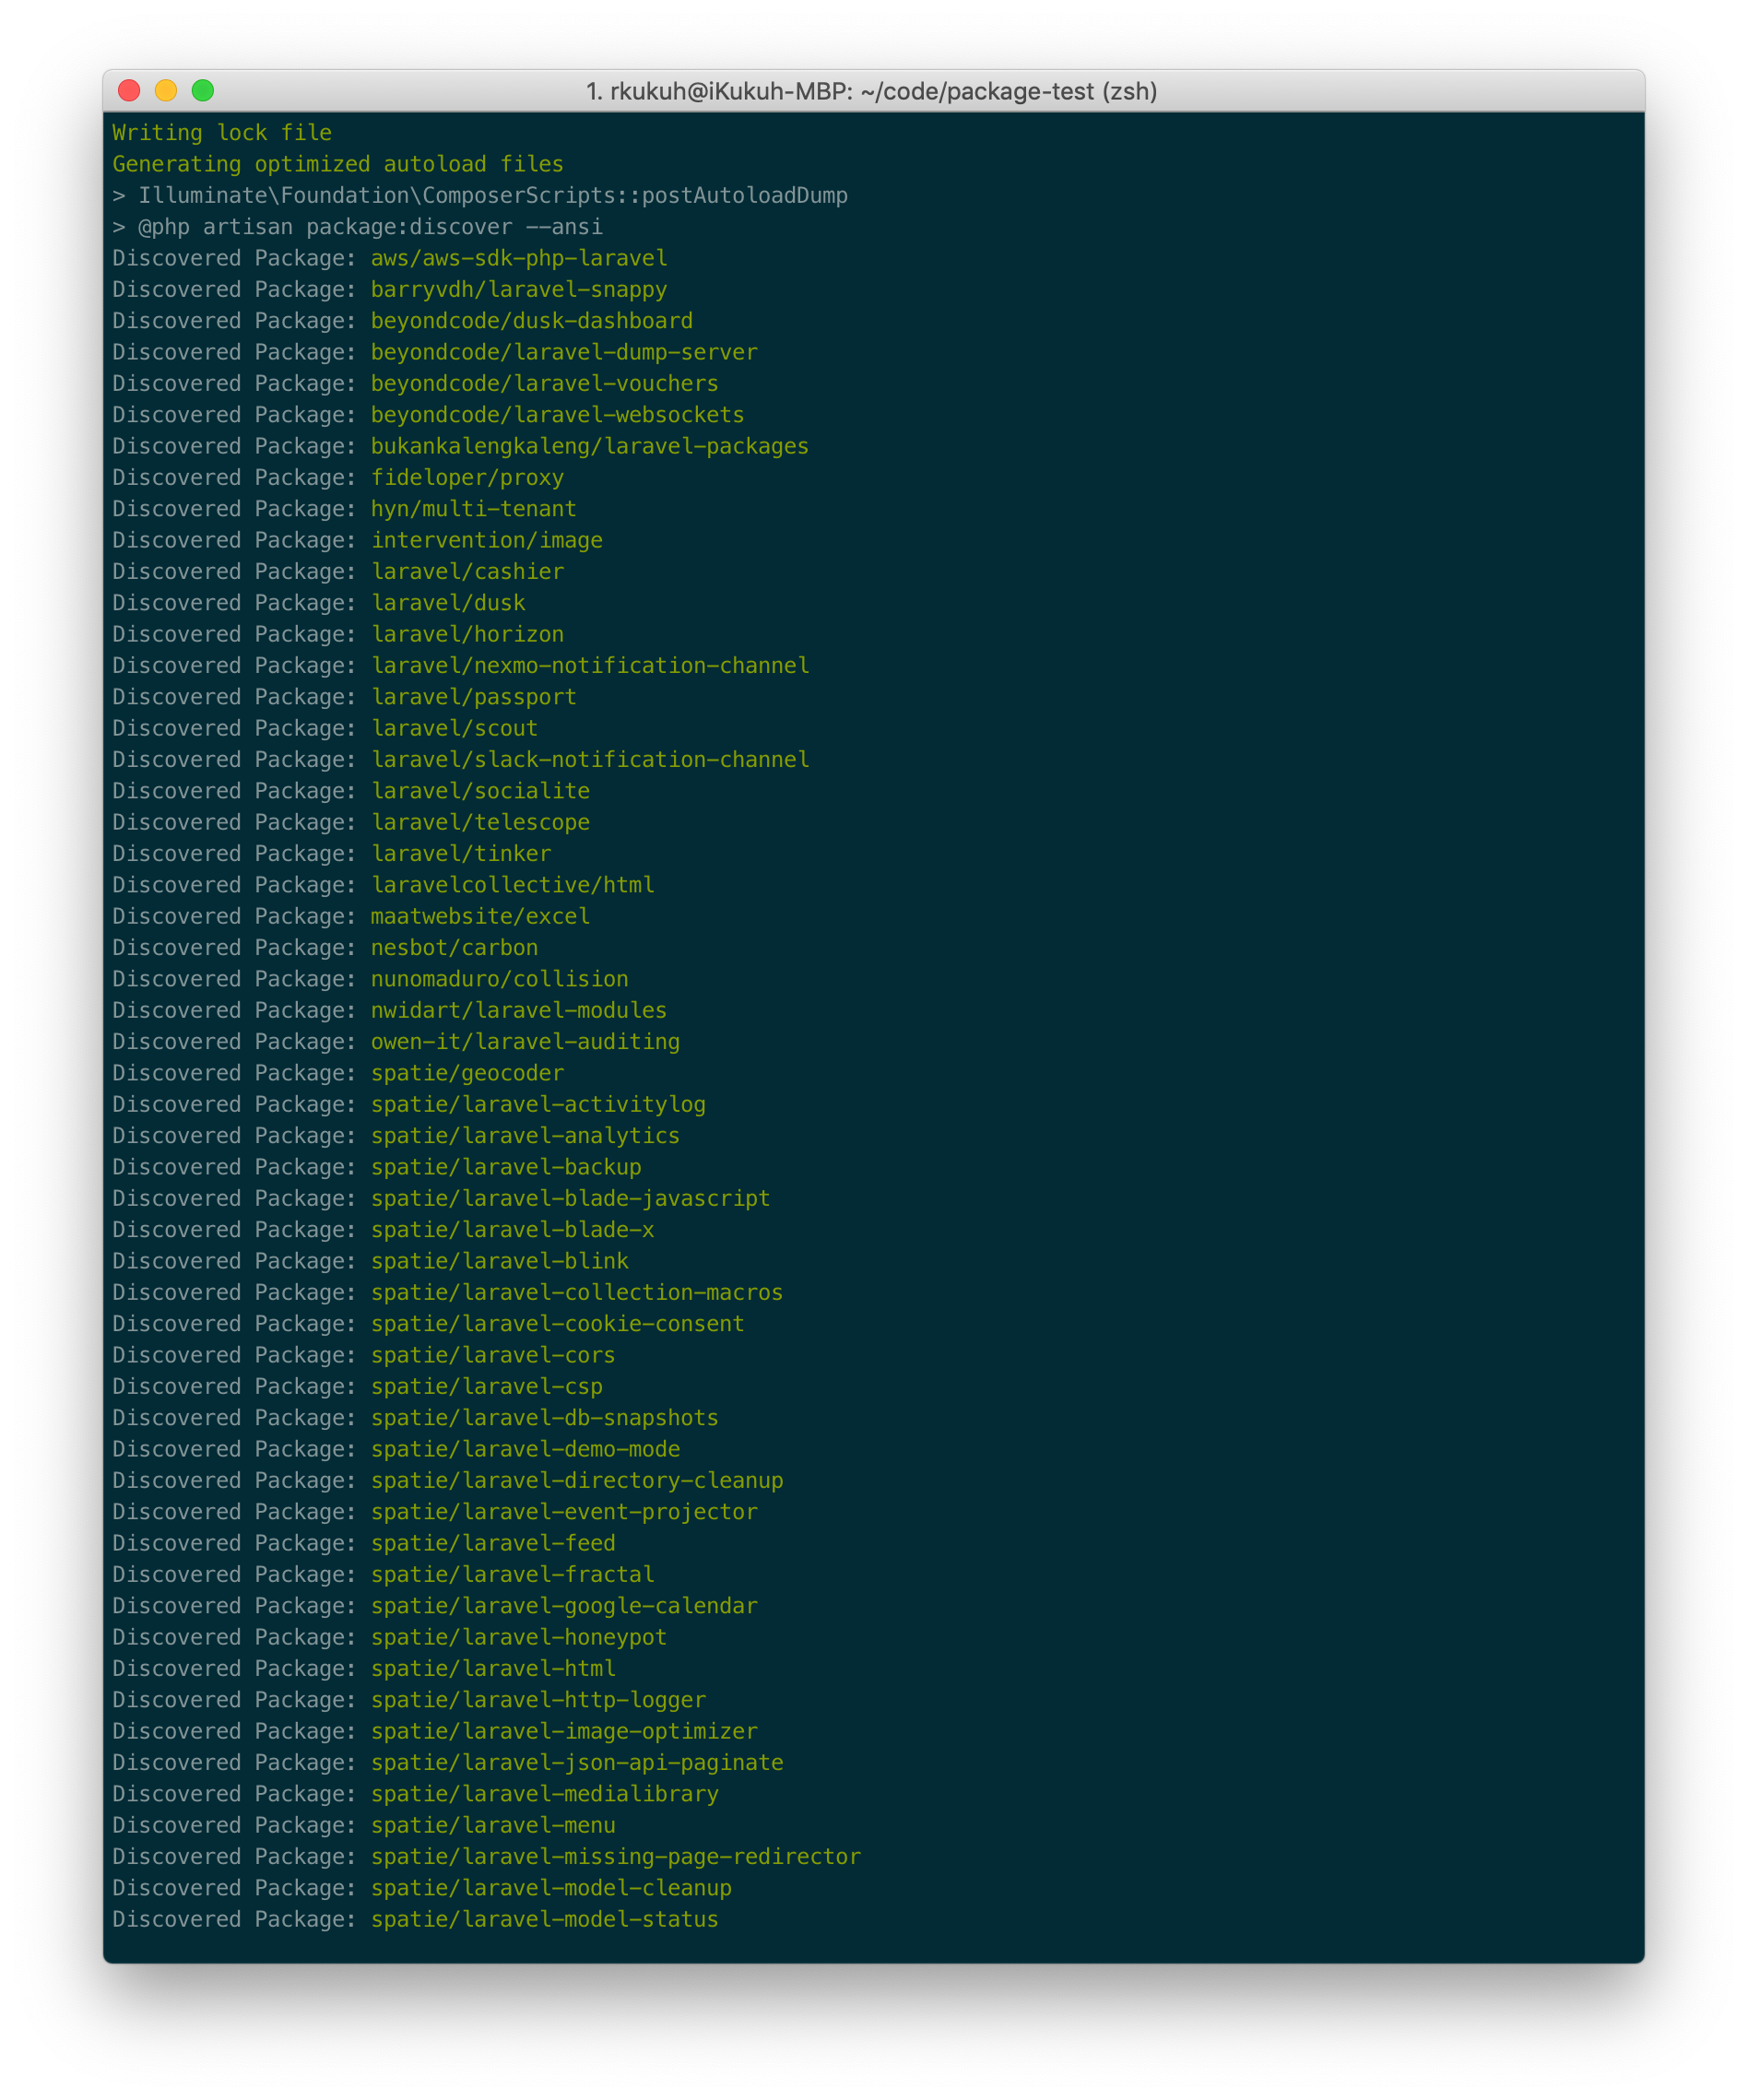 1. rkukuh@iKukuh-MBP: ~/code/package-test (zsh)
Writing lock file
Generating optimized autoload files
> Illuminate\Foundation\ComposerScripts::postAutoloadDump
> @php artisan package:discover --ansi
Discovered Package: aws/aws-sdk-php-laravel
Discovered Package: barryvdh/laravel-snappy
Discovered Package: beyondcode/dusk-dashboard
Discovered Package: beyondcode/laravel-dump-server
Discovered Package: beyondcode/laravel-vouchers
Discovered Package: beyondcode/laravel-websockets
Discovered Package: bukankalengkaleng/laravel-packages
Discovered Package: fideloper/proxy
Discovered Package: hyn/multi-tenant
Discovered Package: intervention/image
Discovered Package: laravel/cashier
Discovered Package: laravel/dusk
Discovered Package: laravel/horizon
Discovered Package: laravel/nexmo-notification-channel
Discovered Package: laravel/passport
Discovered Package: laravel/scout
Discovered Package: laravel/slack-notification-channel
Discovered Package: laravel/socialite
Discovered Package: laravel/telescope
Discovered Package: laravel/tinker
Discovered Package: laravelcollective/html
Discovered Package: maatwebsite/excel
Discovered Package: nesbot/carbon
Discovered Package: nunomaduro/collision
Discovered Package: nwidart/laravel-modules
Discovered Package: owen-it/laravel-auditing
Discovered Package: spatie/geocoder
Discovered Package: spatie/laravel-activitylog
Discovered Package: spatie/laravel-analytics
Discovered Package: spatie/laravel-backup
Discovered Package: spatie/laravel-blade-javascript
Discovered Package: spatie/laravel-blade-x
Discovered Package: spatie/laravel-blink
Discovered Package: spatie/laravel-collection-macros
Discovered Package: spatie/laravel-cookie-consent
Discovered Package: spatie/laravel-cors
Discovered Package: spatie/laravel-csp
Discovered Package: spatie/laravel-db-snapshots
Discovered Package: spatie/laravel-demo-mode
Discovered Package: spatie/laravel-directory-cleanup
Discovered Package: spatie/laravel-event-projector
Discovered Package: spatie/laravel-feed
Discovered Package: spatie/laravel-fractal
Discovered Package: spatie/laravel-google-calendar
Discovered Package: spatie/laravel-honeypot
Discovered Package: spatie/laravel-html
Discovered Package: spatie/laravel-http-logger
Discovered Package: spatie/laravel-image-optimizer
Discovered Package: spatie/laravel-json-api-paginate
Discovered Package: spatie/laravel-medialibrary
Discovered Package: spatie/laravel-menu
Discovered Package: spatie/laravel-missing-page-redirector
Discovered Package: spatie/laravel-model-cleanup
Discovered Package: spatie/laravel-model-status